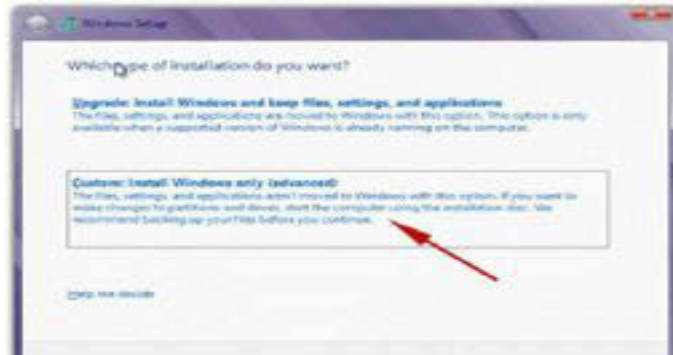 Windows Setup
Which type of installation do you want?
Upgrade: Install Windows and keep files, settings, and applications
The files, settings, and applications are moved to Windows with this option. This option is only
available when a supported version of Windows is already running on the computer.
Custom: Install Windows only (advanced)
The files, settings, and applications aren't moved to Windows with this option. If you want to
make changes to partitions and drives, start the computer using the installation disc. We
recommend backing up your files before you continue.
Help me decide